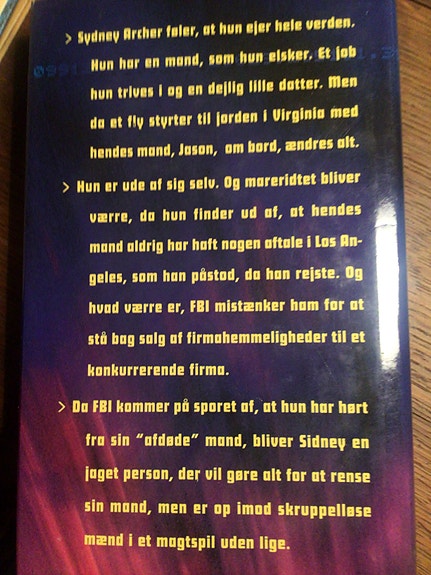 > Sydney Archer føler, at hun ejer hele verden.
Hun har en mand, som hun elsker. Et job
hun trives i og en dejlig lille datter. Men
da et fly styrter til jorden i Virginia med
hendes mand, Jason, om bord, ændres alt.
> Hun er ude af sig selv. Og mareridtet bliver
værre, da hun finder ud af, at hendes
mand aldrig har haft nogen aftale i Los An-
geles, som han påstod, da han rejste. Og
hvad værre er, FBI mistænker ham for at
stå bag salg af firmahemmeligheder til et
konkurrerende firma.
> Da FBI kommer på sporet af, at hun har hørt
fra sin "afdøde" mand, bliver Sidney en
jaget person, der vil gøre alt for at rense
sin mand, men er op imod skruppelløse
mænd i et magtspil uden lige.